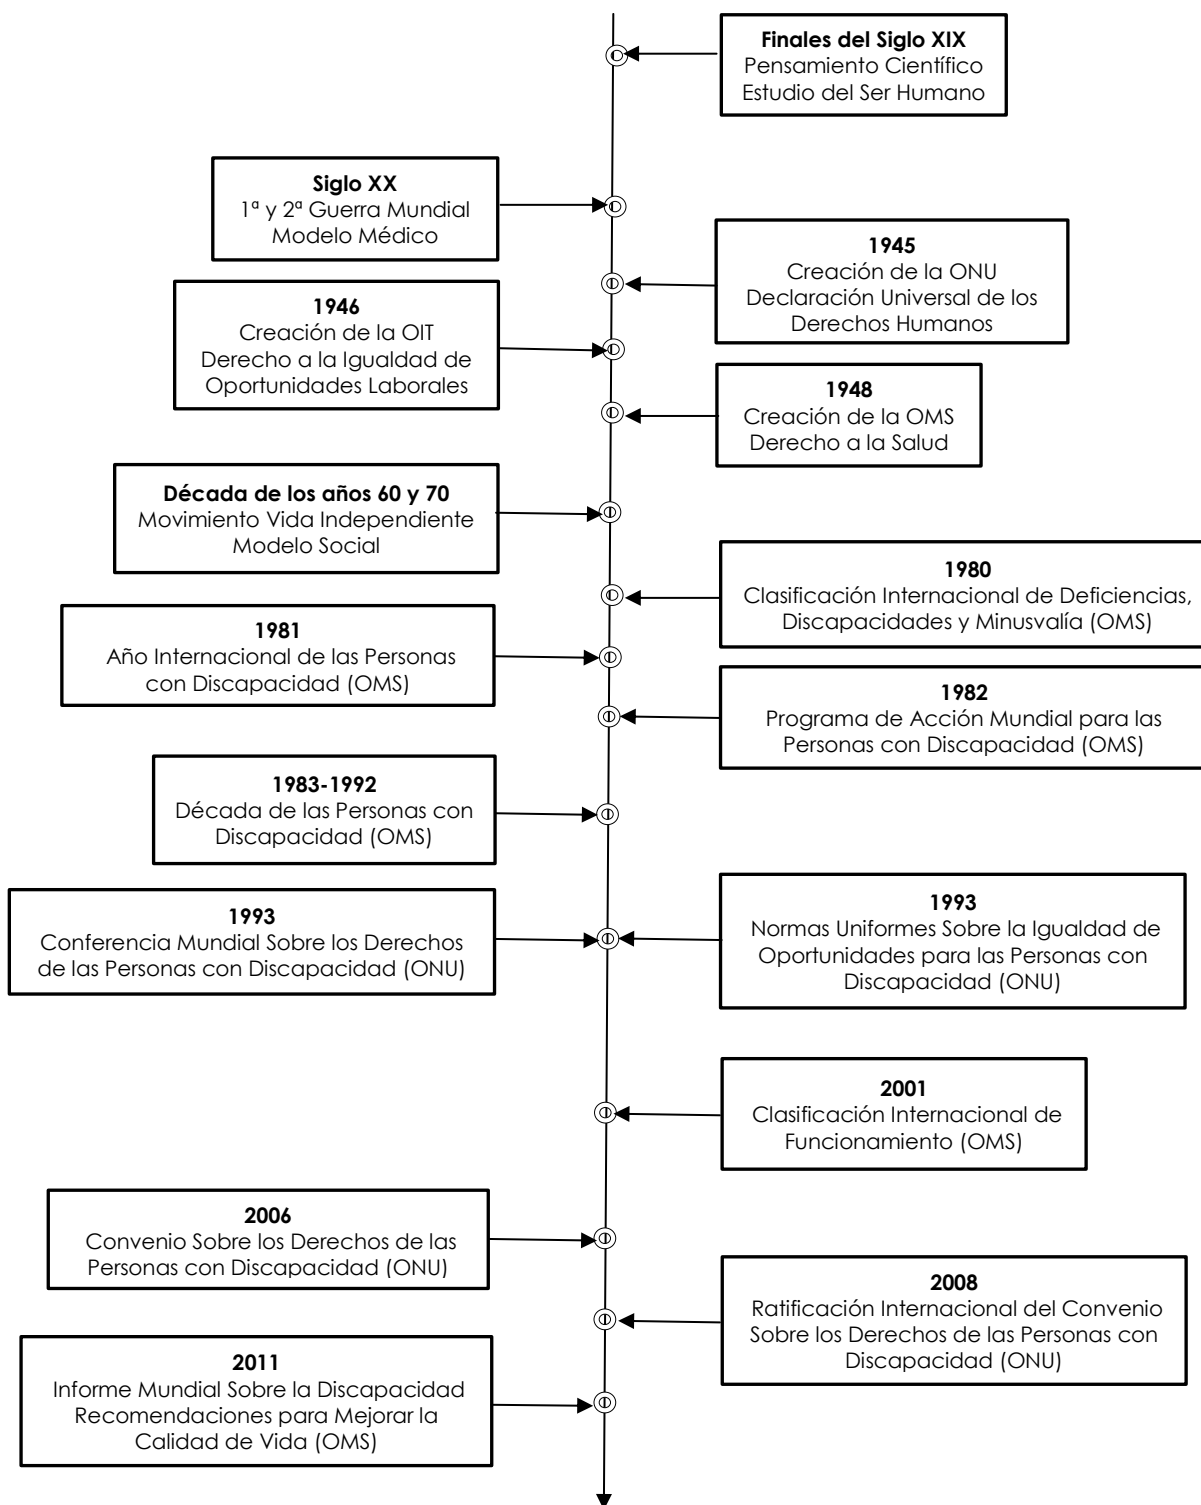 Finales del Siglo XIX
Pensamiento Científico
Estudio del Ser Humano
Siglo XX
1ª y 2ª Guerra Mundial
Modelo Médico
1945
Creación de la ONU
Declaración Universal de los
Derechos Humanos
1946
Creación de la OIT
Derecho a la Igualdad de
Oportunidades Laborales
1948
Creación de la OMS
Derecho a la Salud
Década de los años 60 y 70
Movimiento Vida Independiente
Modelo Social
1980
Clasificación Internacional de Deficiencias,
Discapacidades y Minusvalía (OMS)
1981
Año Internacional de las Personas
con Discapacidad (OMS)
1982
Programa de Acción Mundial para las
Personas con Discapacidad (OMS)
1983-1992
Década de las Personas con
Discapacidad (OMS)
1993
Conferencia Mundial Sobre los Derechos
de las Personas con Discapacidad (ONU)
1993
Normas Uniformes Sobre la Igualdad de
Oportunidades para las Personas con
Discapacidad (ONU)
2001
Clasificación Internacional de
Funcionamiento (OMS)
2006
Convenio Sobre los Derechos de las
Personas con Discapacidad (ONU)
2008
Ratificación Internacional del Convenio
Sobre los Derechos de las Personas con
Discapacidad (ONU)
2011
Informe Mundial Sobre la Discapacidad
Recomendaciones para Mejorar la
Calidad de Vida (OMS)